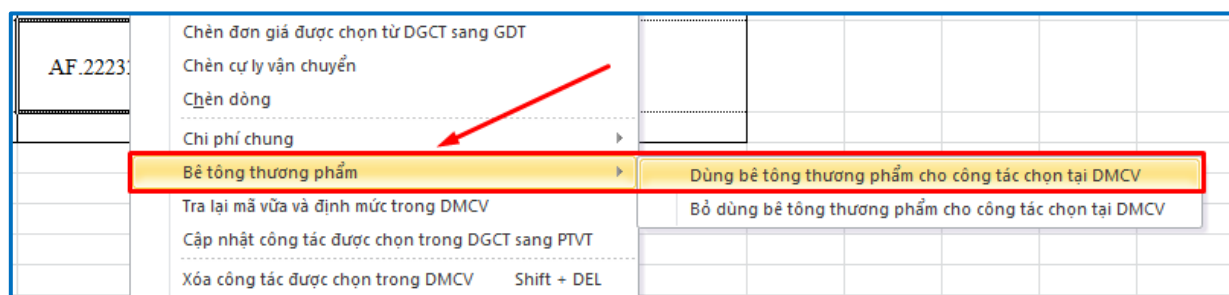 Chèn đơn giá được chọn từ DGCT sang GDT
AF.2223
Chèn cự ly vận chuyển
Chèn dòng
Chi phí chung
Bê tông thương phẩm
Dùng bê tông thương phẩm cho công tác chọn tại DMCV
Tra lại mã vữa và định mức trong DMCV
Bỏ dùng bê tông thương phẩm cho công tác chọn tại DMCV
Cập nhật công tác được chọn trong DGCT sang PTVT
Xóa công tác được chọn trong DMCV Shift + DEL